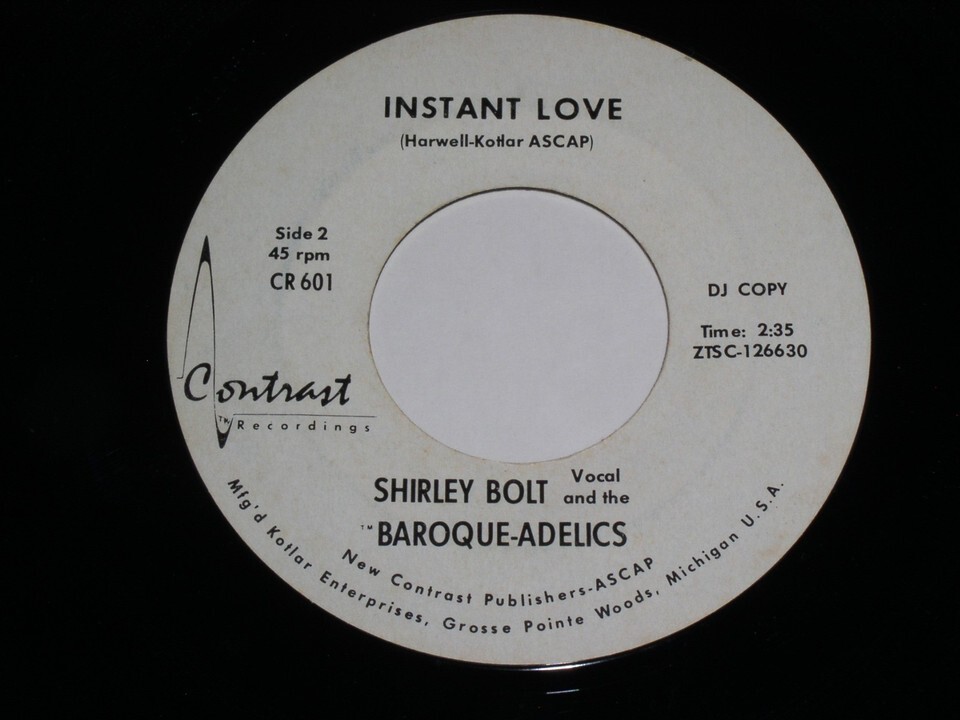 INSTANT LOVE
(Harwell-Kotlar ASCAP)
Side 2
45 rpm
CR 601
DJ COPY
Time: 2:35
ZTSC-126630
Contrast
TM Recordings
SHIRLEY BOLT Vocal and the
TM BAROQUE-ADELICS
New Contrast Publishers-ASCAP
Mfg'd Kotlar Enterprises, Grosse Pointe Woods, Michigan U.S.A.